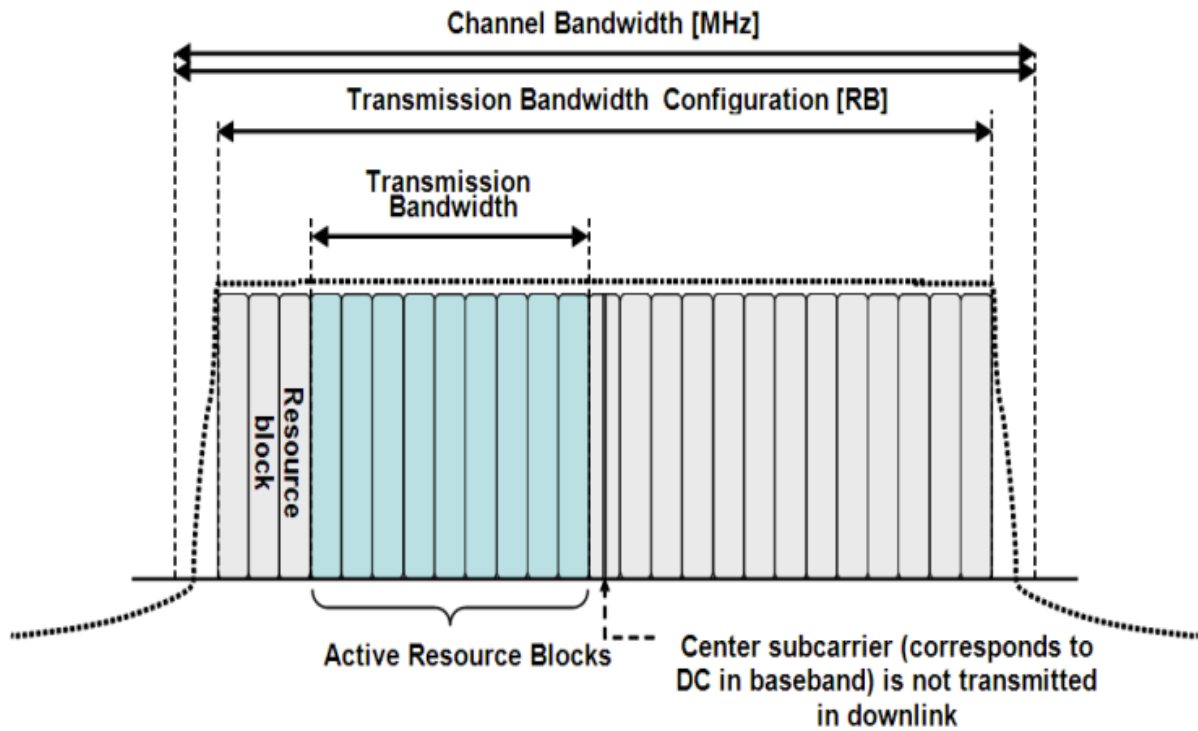 Channel Bandwidth [MHz]
Transmission Bandwidth Configuration [RB]
Transmission
Bandwidth
Resource
block
Active Resource Blocks
Center subcarrier (corresponds to
DC in baseband) is not transmitted
in downlink